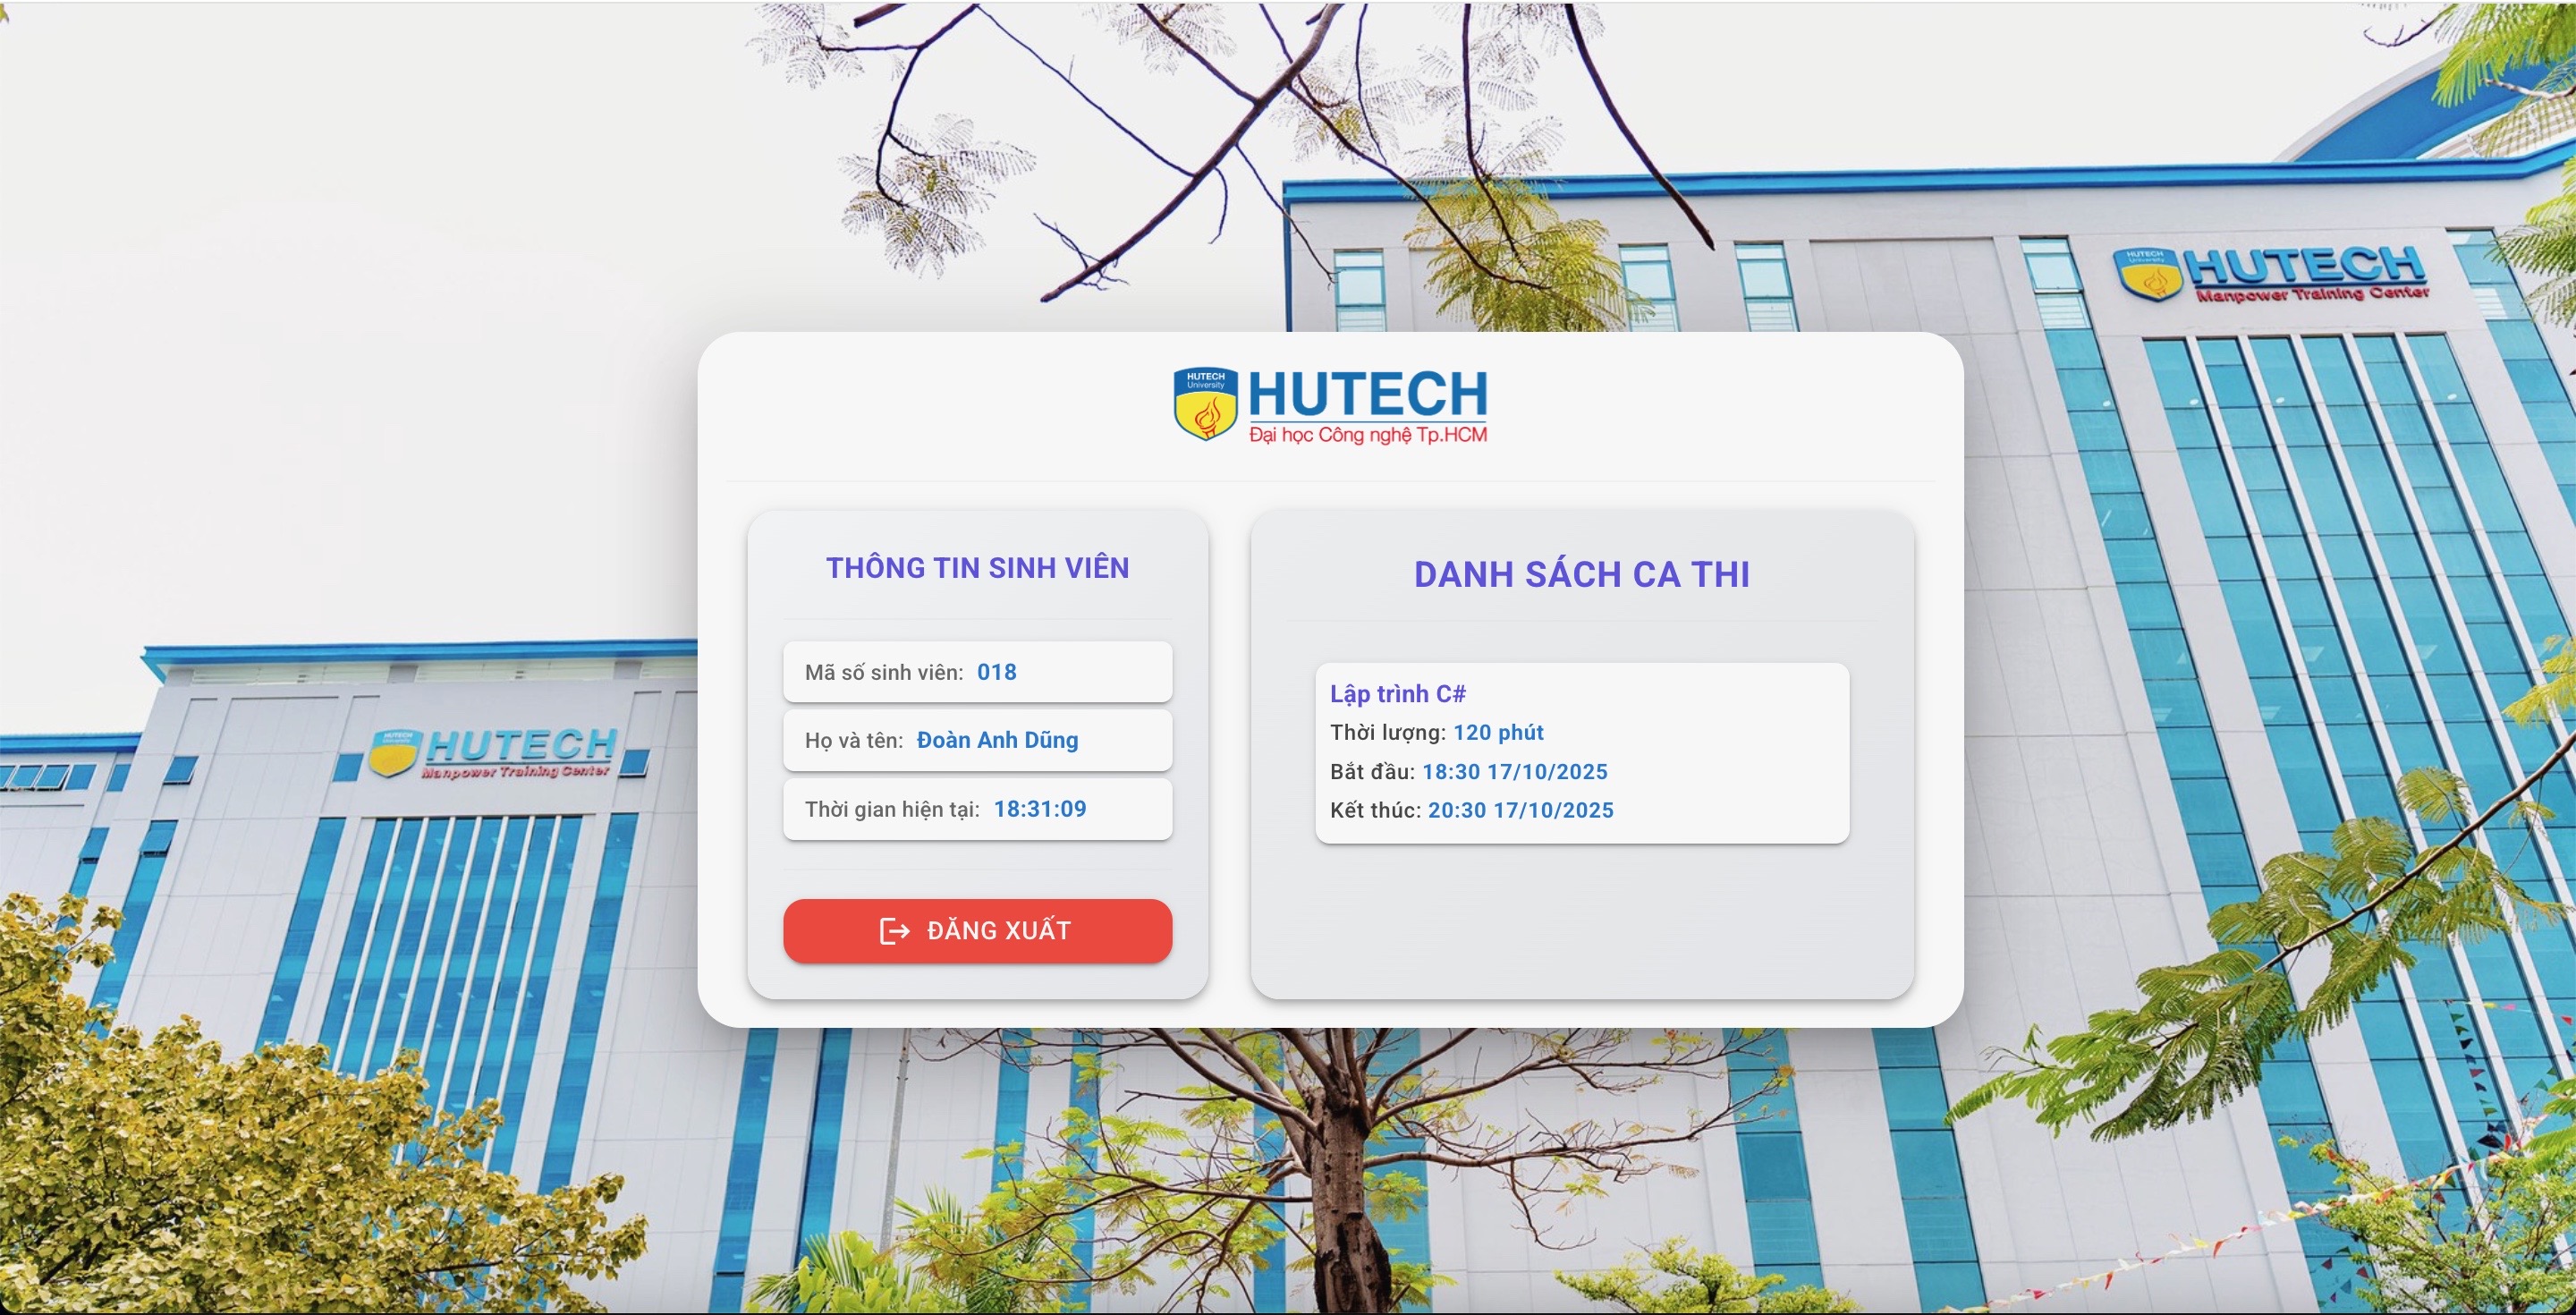 HUTECH
University
HUTECH
Manpower Training Center
HUTECH
University
HUTECH
Đại học Công nghệ Tp.HCM
THÔNG TIN SINH VIÊN
Mã số sinh viên: 018
Họ và tên: Đoàn Anh Dũng
Thời gian hiện tại: 18:31:09
ĐĂNG XUẤT
DANH SÁCH CA THI
Lập trình C#
Thời lượng: 120 phút
Bắt đầu: 18:30 17/10/2025
Kết thúc: 20:30 17/10/2025
HUTECH
HUTECH
Manpower Training Center